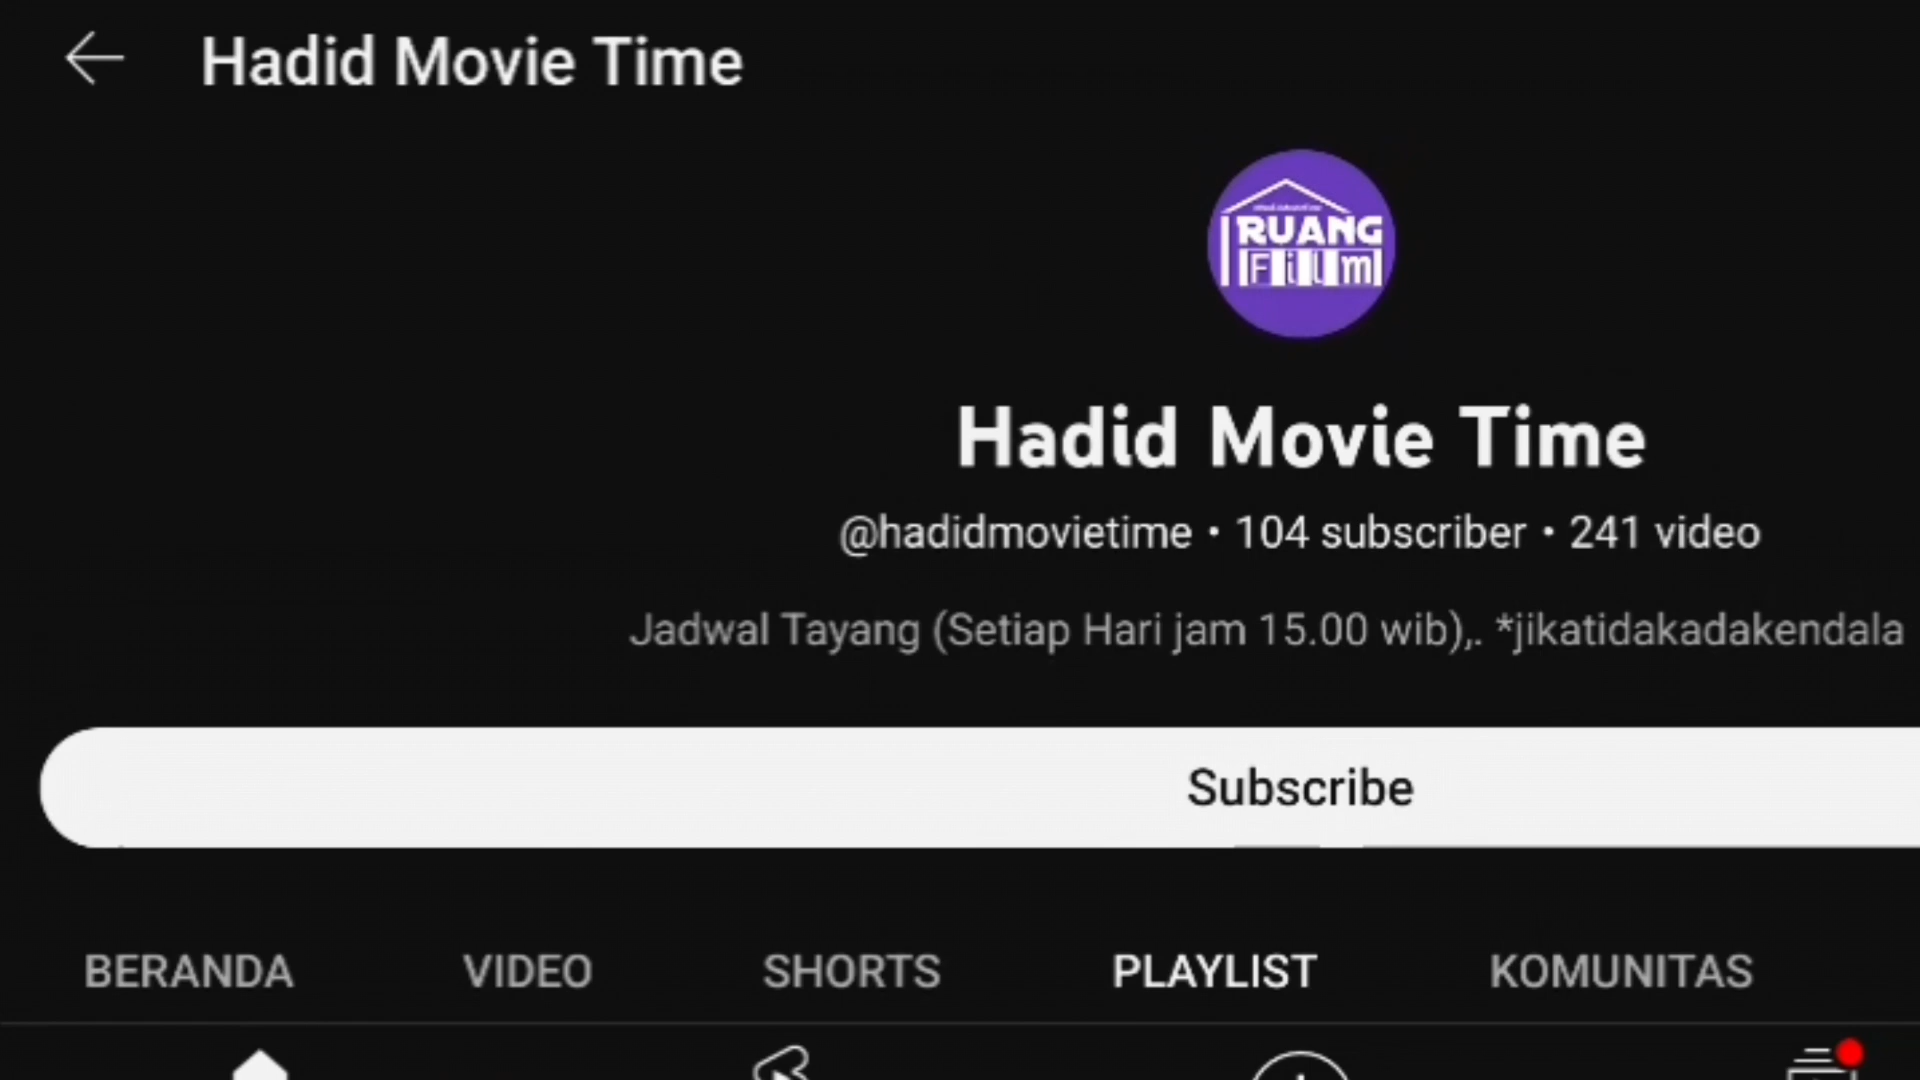 Hadid Movie Time
RUANG
Film
Hadid Movie Time
@hadidmovietime • 104 subscriber • 241 video
Jadwal Tayang (Setiap Hari jam 15.00 wib),. *jikatidakadakendala
Subscribe
BERANDA VIDEO SHORTS PLAYLIST KOMUNITAS